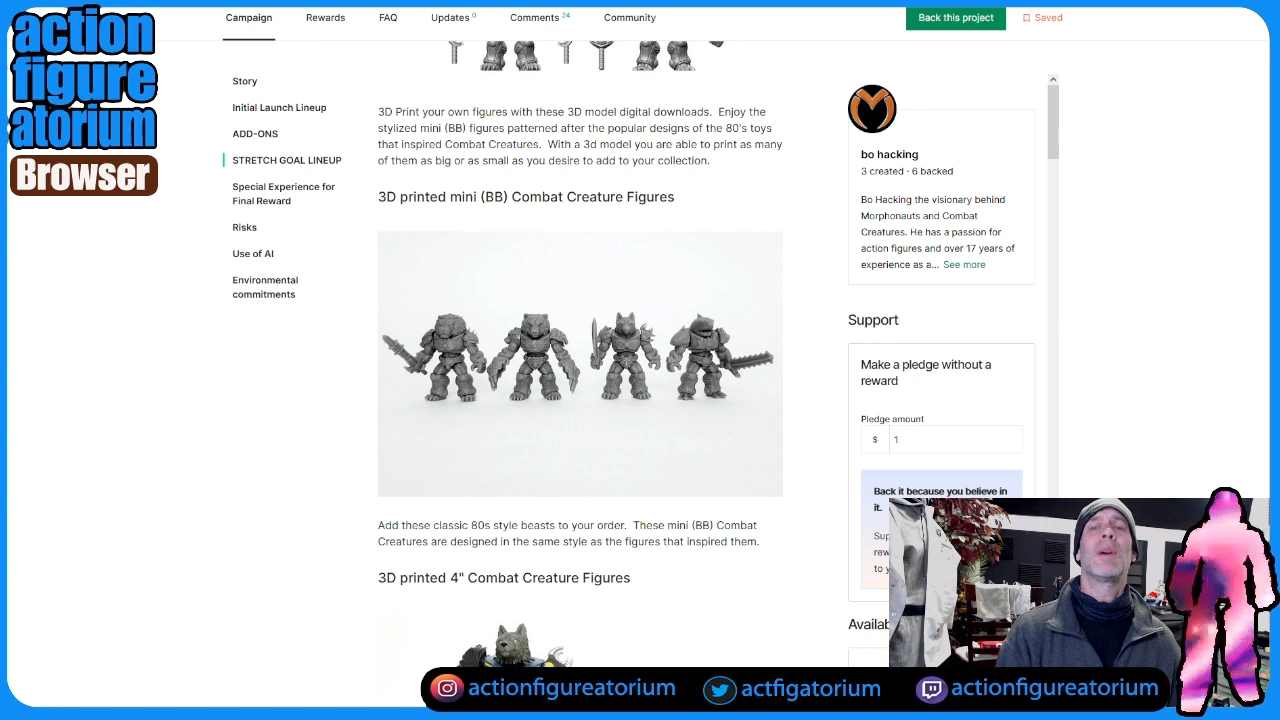 action
figure
atorium
Browser
Campaign
Rewards
FAQ
Updates 0
Comments 24
Community
Back this project
Saved
Story
Initial Launch Lineup
ADD-ONS
STRETCH GOAL LINEUP
Special Experience for
Final Reward
Risks
Use of AI
Environmental
commitments
3D Print your own figures with these 3D model digital downloads. Enjoy the
stylized mini (BB) figures patterned after the popular designs of the 80's toys
that inspired Combat Creatures. With a 3d model you are able to print as many
of them as big or as small as you desire to add to your collection.
3D printed mini (BB) Combat Creature Figures
Add these classic 80s style beasts to your order. These mini (BB) Combat
Creatures are designed in the same style as the figures that inspired them.
3D printed 4" Combat Creature Figures
bo hacking
3 created · 6 backed
Bo Hacking the visionary behind
Morphonauts and Combat
Creatures. He has a passion for
action figures and over 17 years of
experience as a... See more
Support
Make a pledge without a
reward
Pledge amount
$ 1
Back it because you believe in
it.
to y
actionfigureatorium
actfigatorium
actionfigureatorium